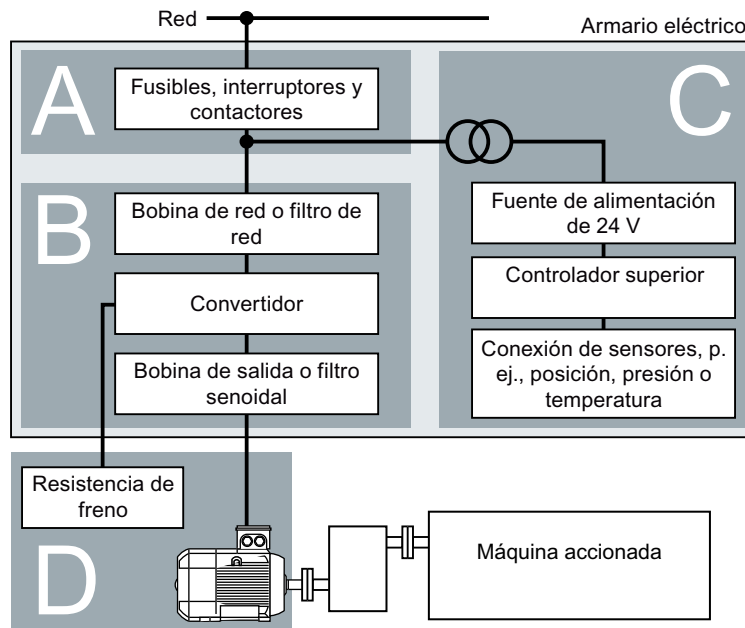 Red
Armario eléctrico
A
Fusibles, interruptores y
contactores
C
B
Bobina de red o filtro de
red
Convertidor
Bobina de salida o filtro
senoidal
Fuente de alimentación
de 24 V
Controlador superior
Conexión de sensores, p.
ej., posición, presión o
temperatura
Resistencia de
freno
D
Máquina accionada